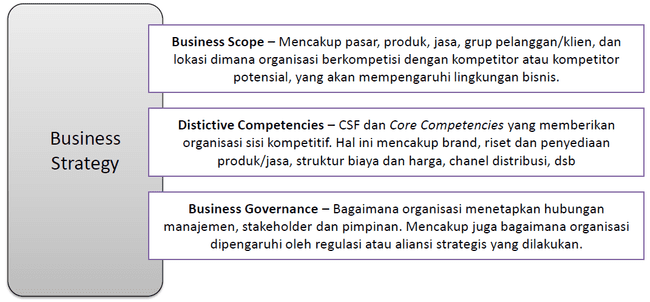 Business
Strategy
Business Scope – Mencakup pasar, produk, jasa, grup pelanggan/klien, dan
lokasi dimana organisasi berkompetisi dengan kompetitor atau kompetitor
potensial, yang akan mempengaruhi lingkungan bisnis.
Distictive Competencies – CSF dan Core Competencies yang memberikan
organisasi sisi kompetitif. Hal ini mencakup brand, riset dan penyediaan
produk/jasa, struktur biaya dan harga, chanel distribusi, dsb
Business Governance – Bagaimana organisasi menetapkan hubungan
manajemen, stakeholder dan pimpinan. Mencakup juga bagaimana organisasi
dipengaruhi oleh regulasi atau aliansi strategis yang dilakukan.